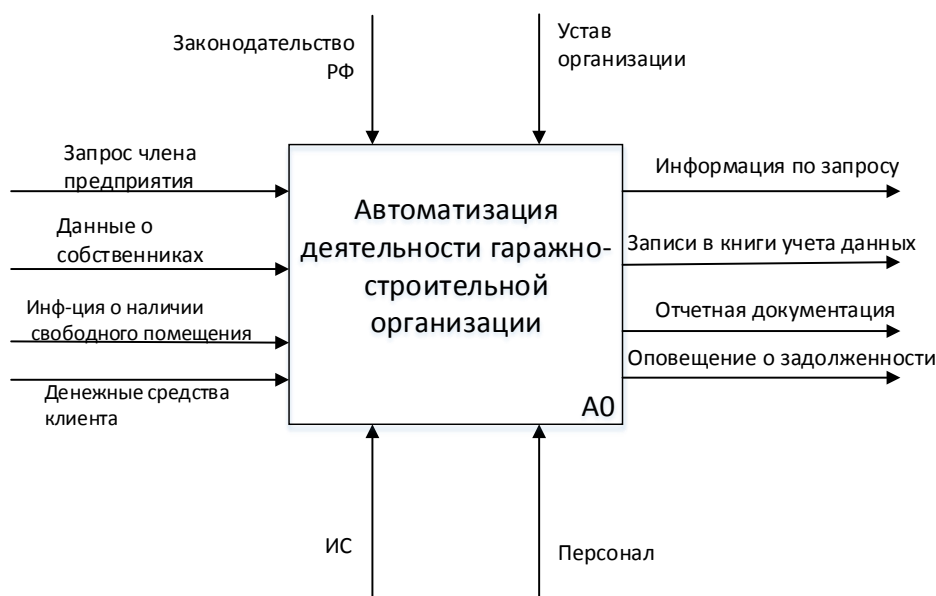 Законодательство
РФ
Устав
организации
Запрос члена
предприятия
Данные о
собственниках
Инф-ция о наличии
свободного помещения
Денежные средства
клиента
Автоматизация
деятельности гаражно-
строительной
организации
А0
Информация по запросу
Записи в книги учета данных
Отчетная документация
Оповещение о задолженности
ИС
Персонал